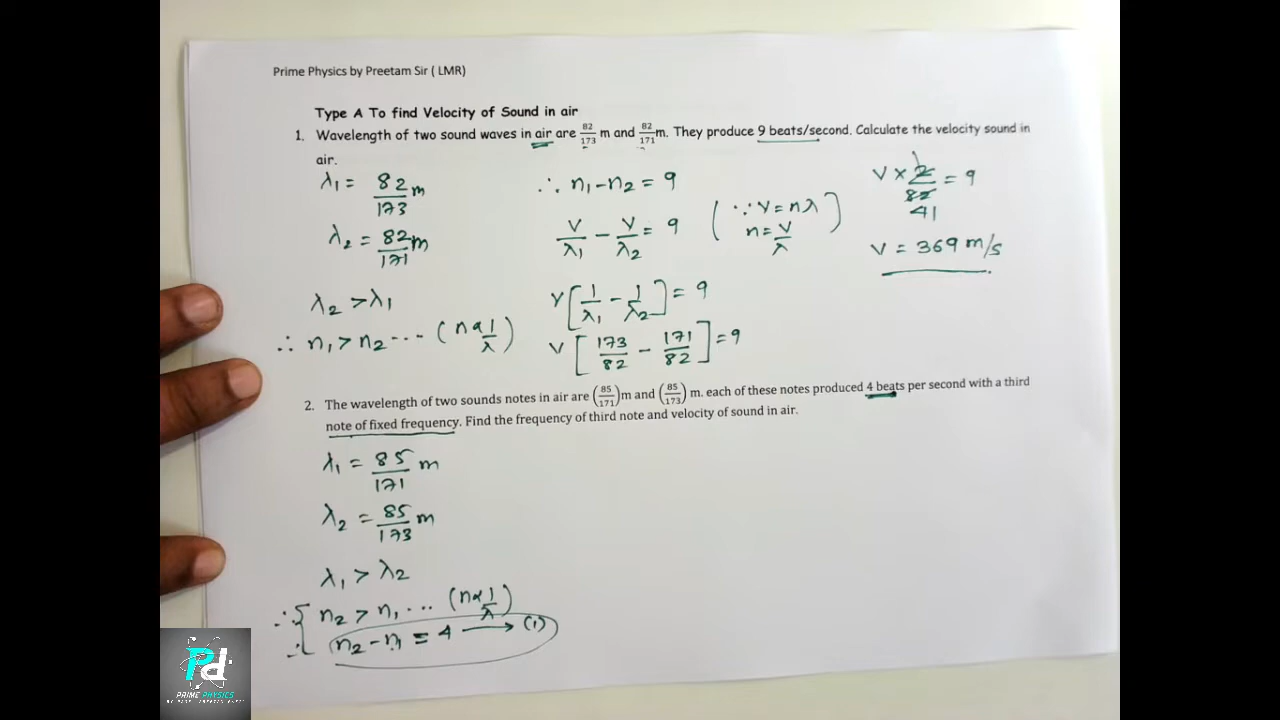 Prime Physics by Preetam Sir ( LMR)
Type A To find Velocity of Sound in air
1. Wavelength of two sound waves in air are 82/173 m and 82/171 m. They produce 9 beats/second. Calculate the velocity sound in
air.
λ₁ = 82/173 m
λ₂ = 82/171 m
λ₂ > λ₁
∴ n₁ > n₂ ... (n α 1/λ)
∴ n₁ - n₂ = 9
V/λ₁ - V/λ₂ = 9 (∵ V = nλ
n = V/λ)
V[1/λ₁ - 1/λ₂] = 9
V[173/82 - 171/82] = 9
V × 2/82 = 9
1
41
V = 369 m/s
2. The wavelength of two sounds notes in air are (85/171)m and (85/173) m. each of these notes produced 4 beats per second with a third
note of fixed frequency. Find the frequency of third note and velocity of sound in air.
λ₁ = 85/171 m
λ₂ = 85/173 m
λ₁ > λ₂
∴ n₂ > n₁ ... (n α 1/λ)
∴ n₂ - n₁ = 4 → (1)
Pd
PRIME PHYSICS